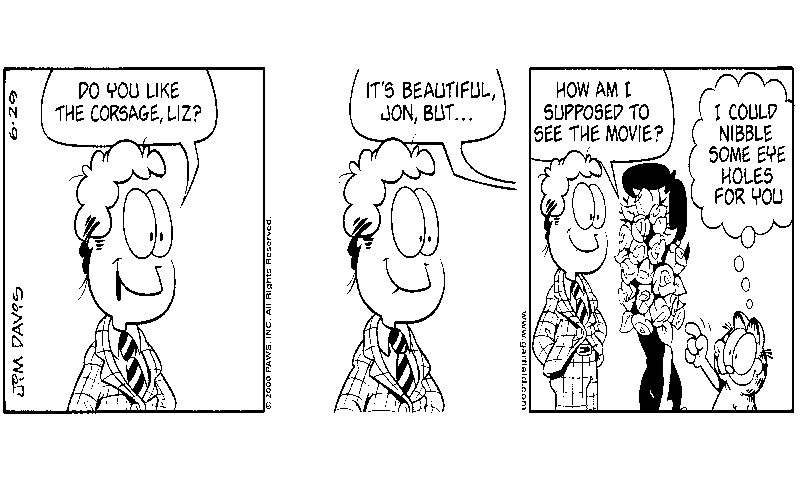 DO YOU LIKE
THE CORSAGE, LIZ?
6-29
JIM DAVIS
© 2000 PAWS, INC. All Rights Reserved.
IT'S BEAUTIFUL,
JON, BUT...
www.garfield.com
HOW AM I
SUPPOSED TO
SEE THE MOVIE?
I COULD
NIBBLE
SOME EYE
HOLES
FOR YOU